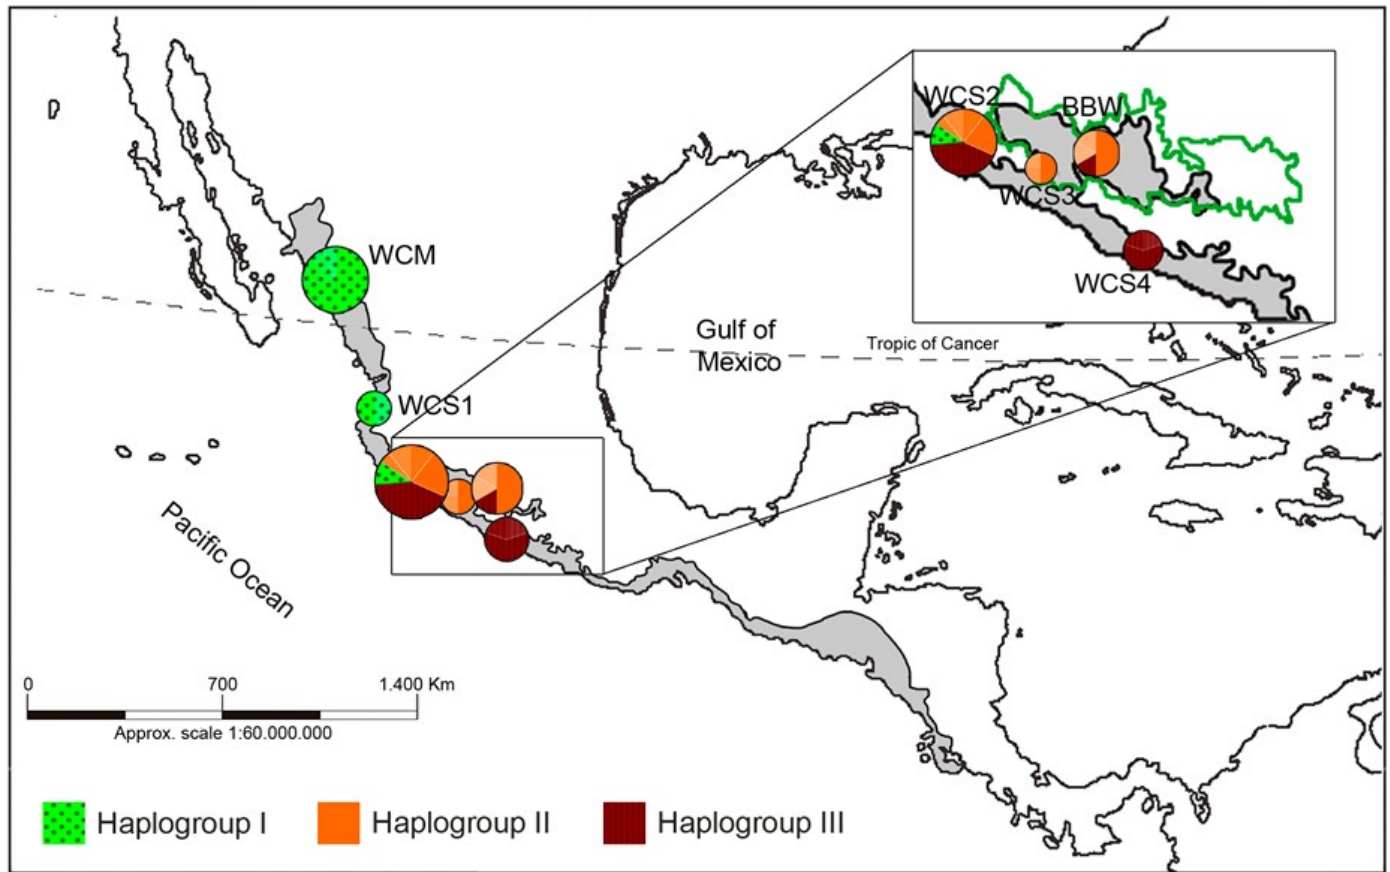 WCS2
BBW
WCS3
WCS4
WCM
Gulf of
Mexico
Tropic of Cancer
WCS1
Pacific Ocean
0 700 1.400 Km
Approx. scale 1:60.000.000
Haplogroup I Haplogroup II Haplogroup III